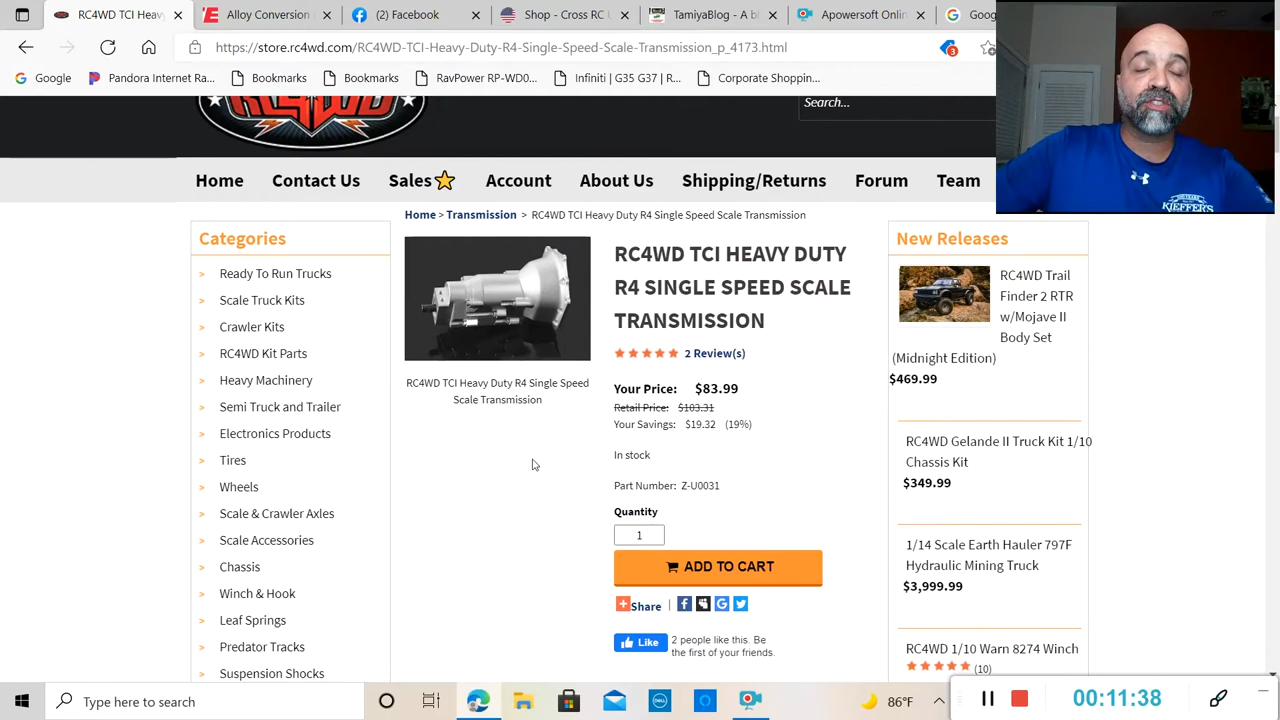 Shop - Cross RC - U
TamiyaBlog - A bi
Apowersoft Onlin
Goog
https://store.rc4wd.com/RC4WD-TCI-Heavy-Duty-R4-Single-Speed-Scale-Transmission_p_4173.html
3
Google
Pandora Internet Ra...
Bookmarks
Bookmarks
RavPower RP-WD0...
Infiniti | G35 G37 | R...
Corporate Shoppin...
RC4WD
Search...
Home
Contact Us
Sales
Account
About Us
Shipping/Returns
Forum
Team
KIEFFER'S
Home > Transmission > RC4WD TCI Heavy Duty R4 Single Speed Scale Transmission
Categories
> Ready To Run Trucks
> Scale Truck Kits
> Crawler Kits
> RC4WD Kit Parts
> Heavy Machinery
> Semi Truck and Trailer
> Electronics Products
> Tires
> Wheels
> Scale & Crawler Axles
> Scale Accessories
> Chassis
> Winch & Hook
> Leaf Springs
> Predator Tracks
> Suspension Shocks
RC4WD TCI Heavy Duty R4 Single Speed
Scale Transmission
RC4WD TCI HEAVY DUTY
R4 SINGLE SPEED SCALE
TRANSMISSION
2 Review(s)
Your Price: $83.99
Retail Price: $103.31
Your Savings: $19.32 (19%)
In stock
Part Number: Z-U0031
Quantity
1
ADD TO CART
Share |
Like
2 people like this. Be
the first of your friends.
New Releases
RC4WD Trail
Finder 2 RTR
w/Mojave II
Body Set
(Midnight Edition)
$469.99
RC4WD Gelande II Truck Kit 1/10
Chassis Kit
$349.99
1/14 Scale Earth Hauler 797F
Hydraulic Mining Truck
$3,999.99
RC4WD 1/10 Warn 8274 Winch
(10)
Type here to search
DELL
86°F
00:11:38